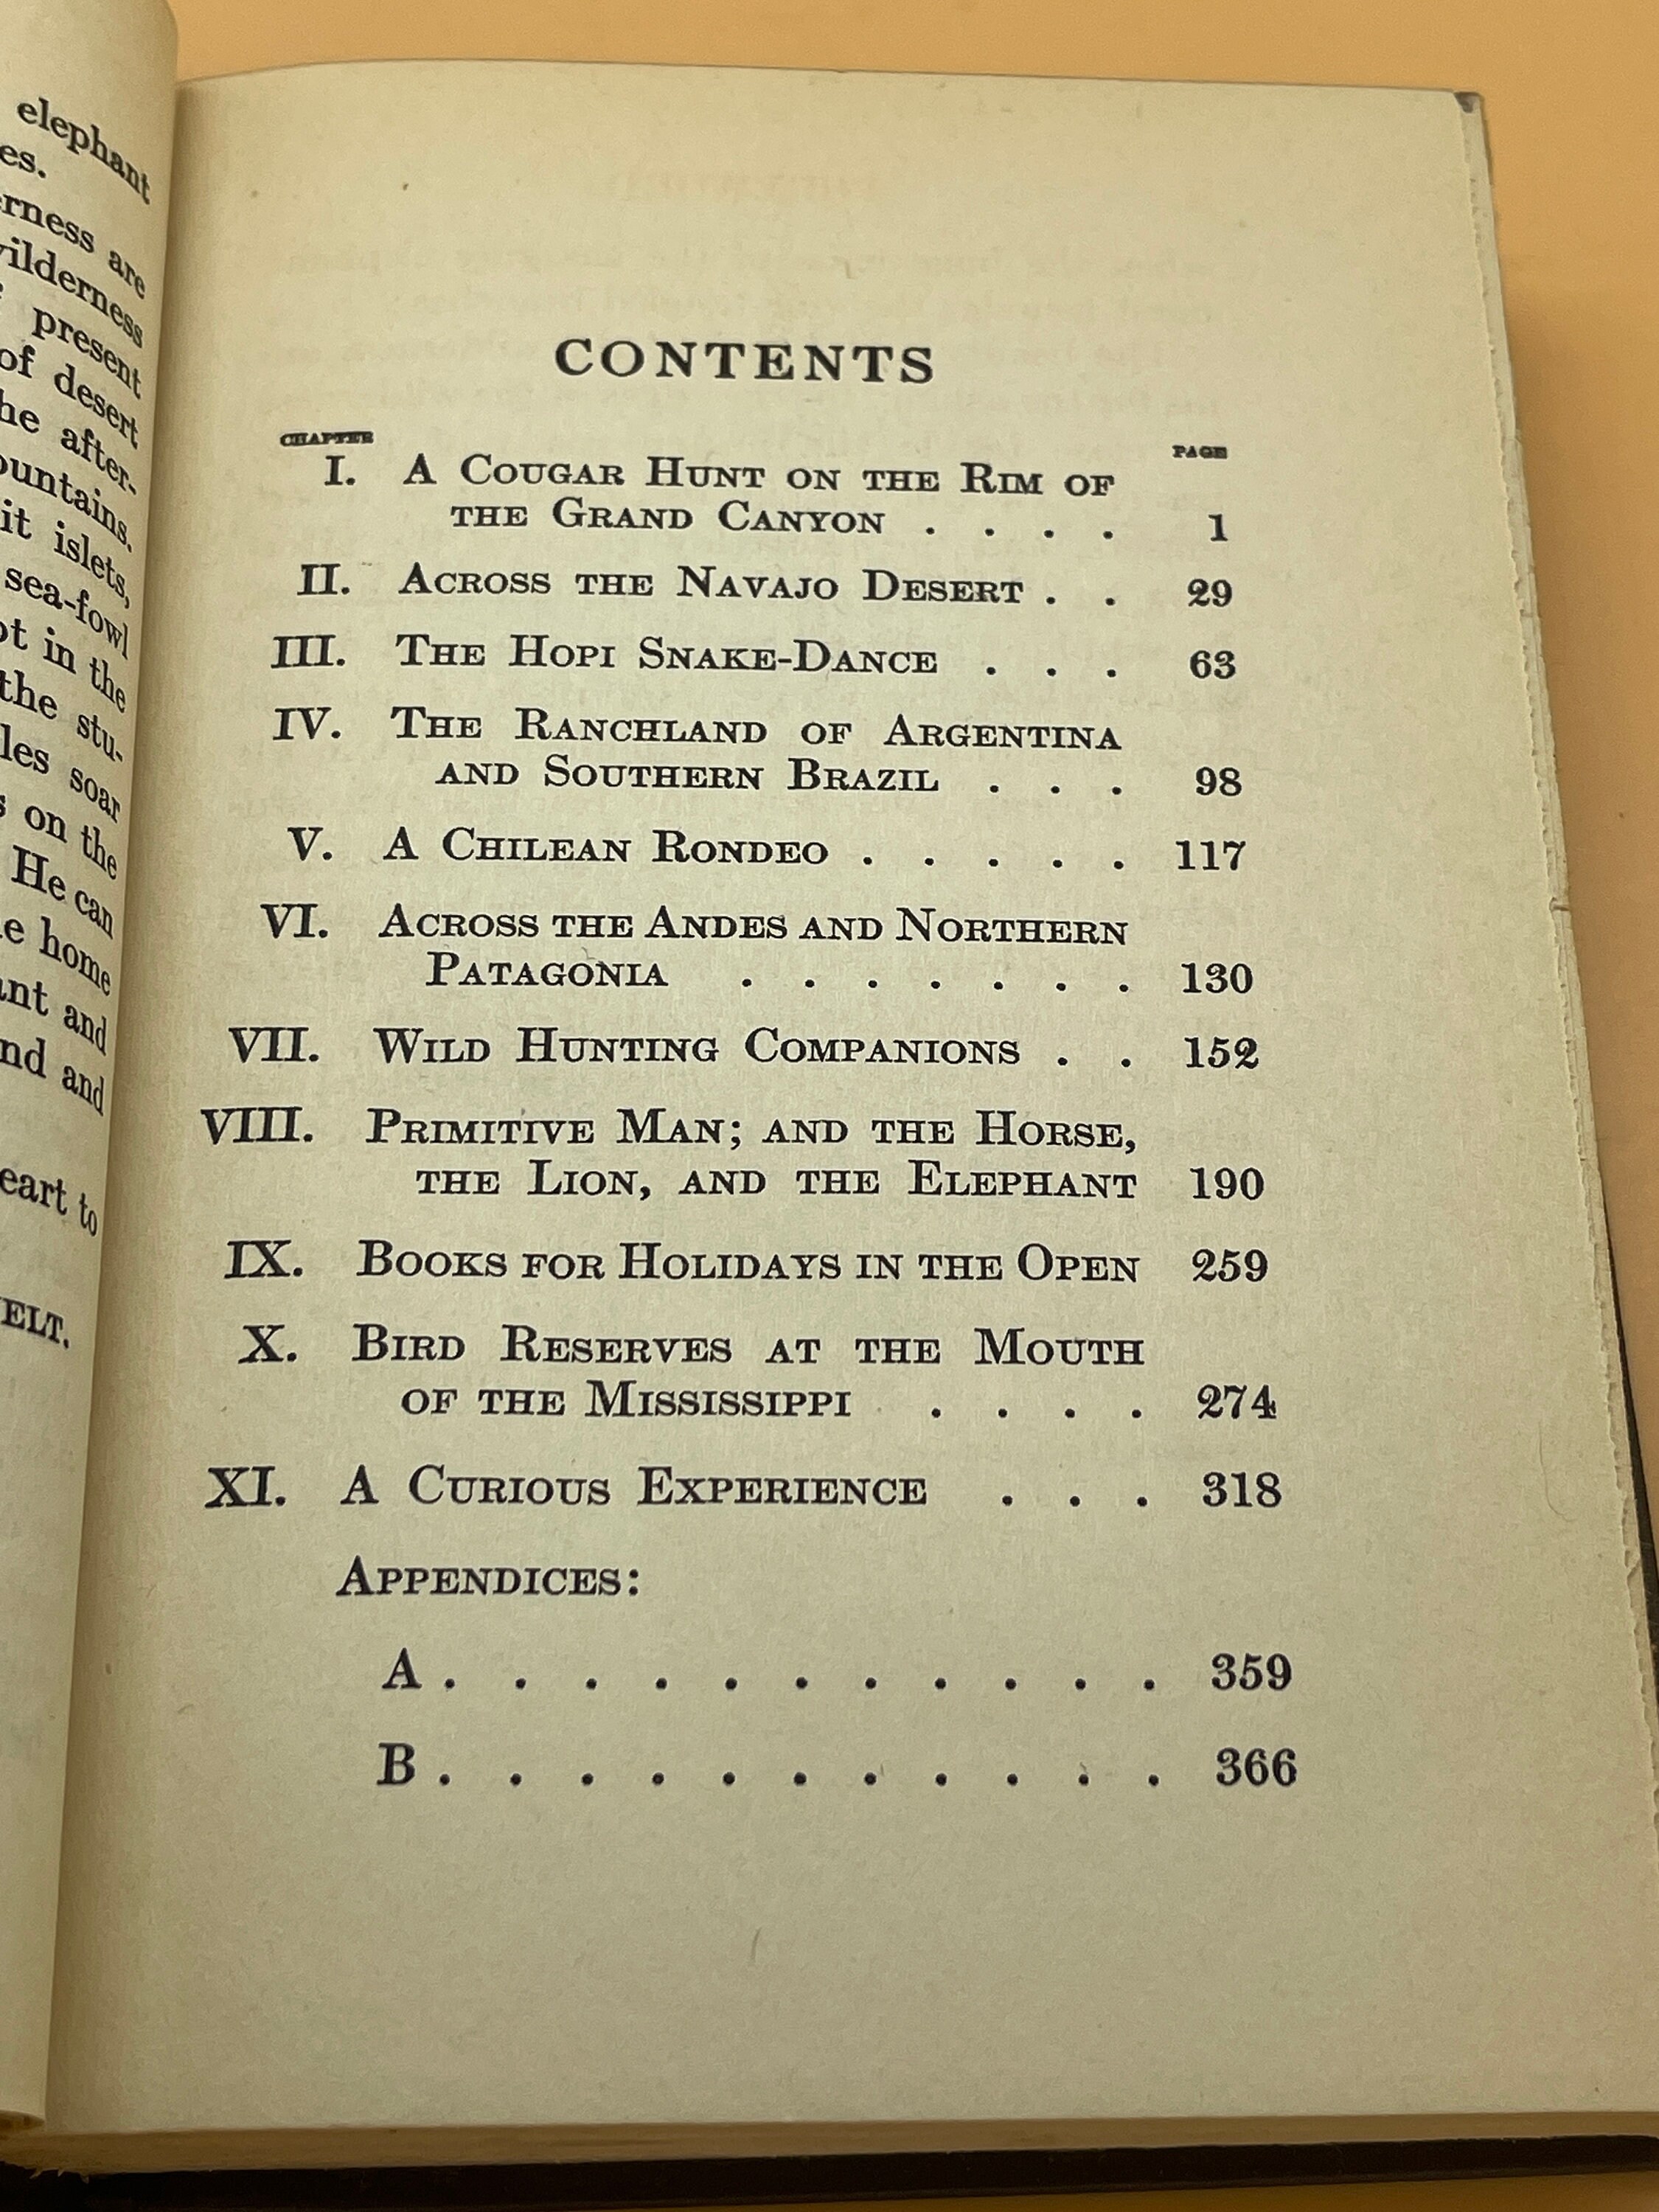 elephant
es.
erness are
wilderness
present
of desert
he after-
ountains.
it islets,
sea-fowl
ot in the
the stu-
les soar
s on the
He can
e home
ant and
nd and
eart to
ELT.
CONTENTS
CHAPTER PAGE
I. A COUGAR HUNT ON THE RIM OF
THE GRAND CANYON . . . . 1
II. ACROSS THE NAVAJO DESERT . . 29
III. THE HOPI SNAKE-DANCE . . . 63
IV. THE RANCHLAND OF ARGENTINA
AND SOUTHERN BRAZIL . . . 98
V. A CHILEAN RONDEO . . . . . 117
VI. ACROSS THE ANDES AND NORTHERN
PATAGONIA . . . . . . . 130
VII. WILD HUNTING COMPANIONS . . 152
VIII. PRIMITIVE MAN; AND THE HORSE,
THE LION, AND THE ELEPHANT 190
IX. BOOKS FOR HOLIDAYS IN THE OPEN 259
X. BIRD RESERVES AT THE MOUTH
OF THE MISSISSIPPI . . . . 274
XI. A CURIOUS EXPERIENCE . . . 318
APPENDICES:
A . . . . . . . . . . . 359
B . . . . . . . . . . . 366